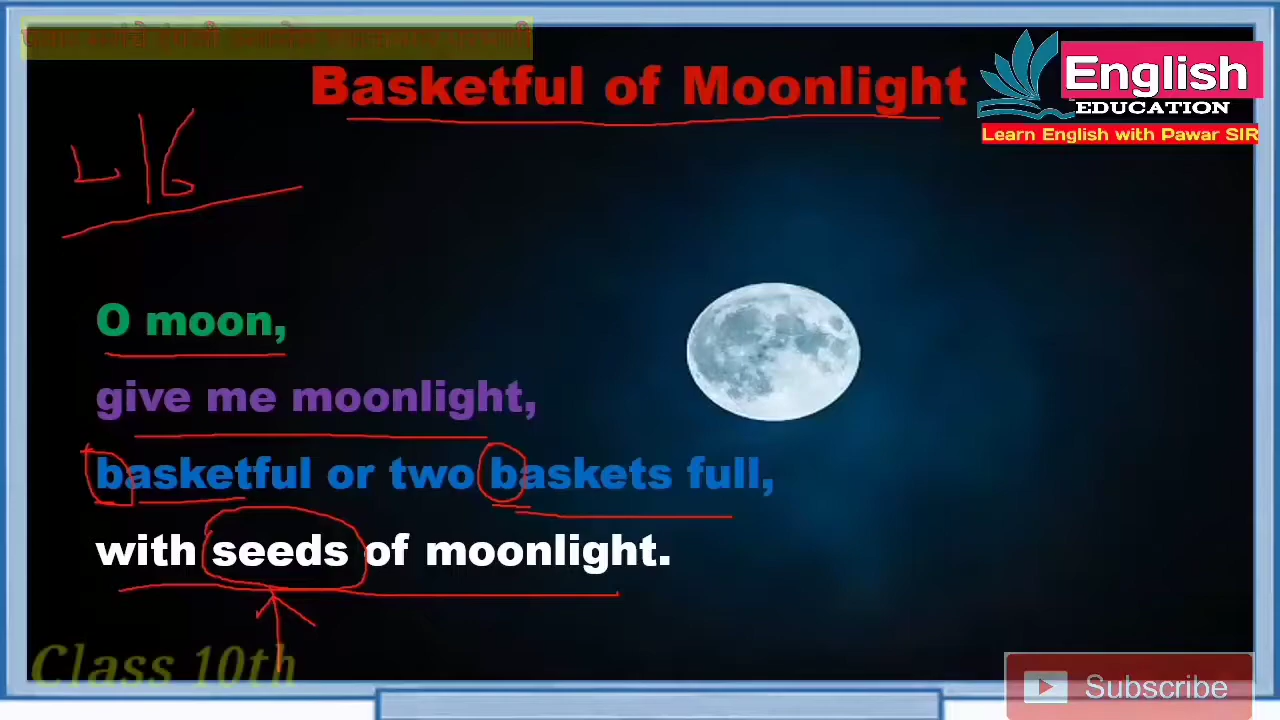 Basketful of Moonlight
English
EDUCATION
Learn English with Pawar SIR
O moon,
give me moonlight,
basketful or two baskets full,
with seeds of moonlight.
Class 10th
Subscribe